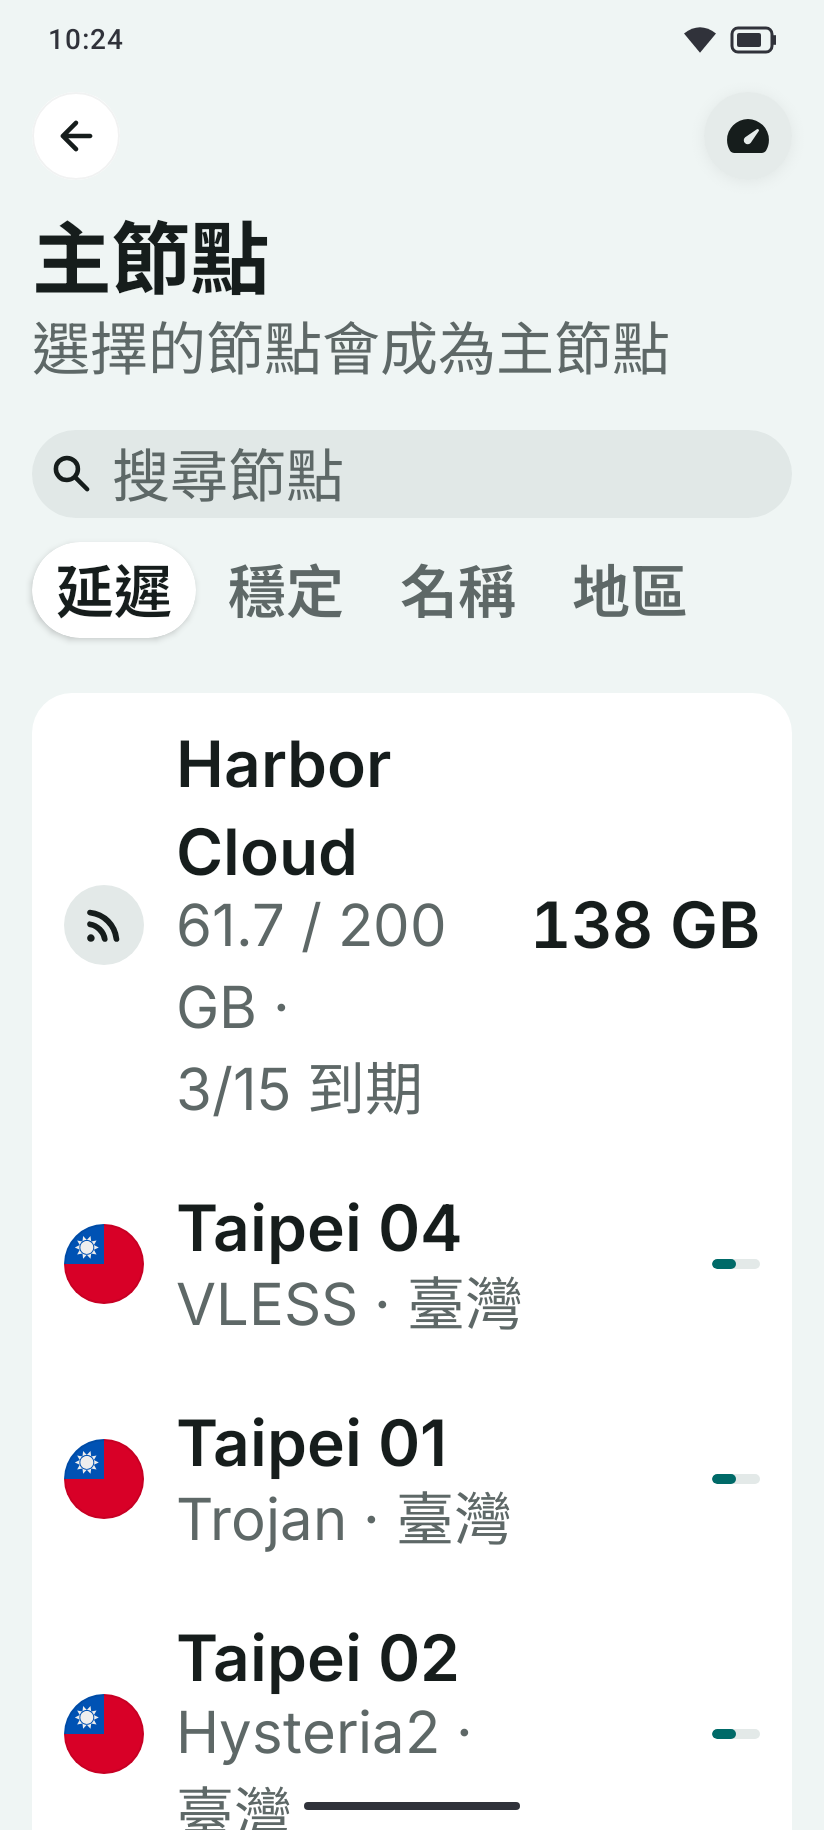 10:24
主節點
選擇的節點會成為主節點
搜尋節點
延遲 穩定 名稱 地區
Harbor
Cloud
61.7 / 200
GB ·
3/15 到期
138 GB
Taipei 04
VLESS · 臺灣
Taipei 01
Trojan · 臺灣
Taipei 02
Hysteria2 ·
臺灣